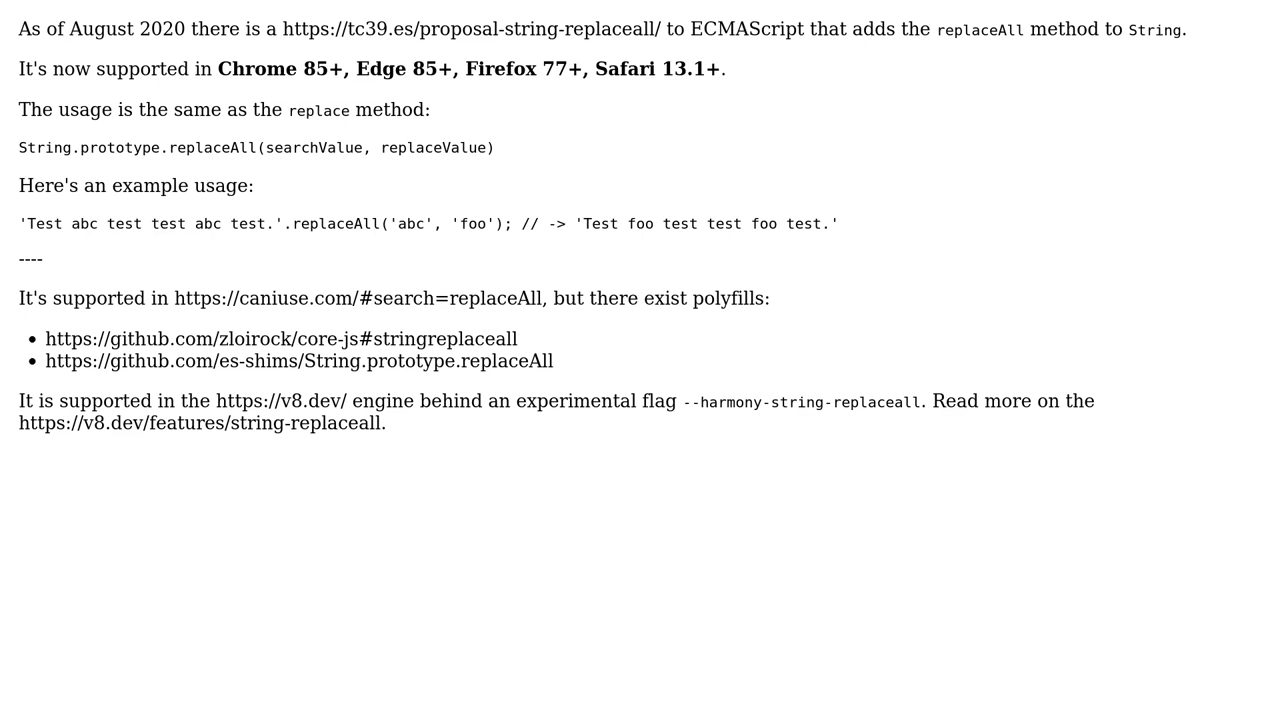 As of August 2020 there is a https://tc39.es/proposal-string-replaceall/ to ECMAScript that adds the replaceAll method to String.
It's now supported in Chrome 85+, Edge 85+, Firefox 77+, Safari 13.1+.
The usage is the same as the replace method:
String.prototype.replaceAll(searchValue, replaceValue)
Here's an example usage:
'Test abc test test abc test.'.replaceAll('abc', 'foo'); // -> 'Test foo test test foo test.'
----
It's supported in https://caniuse.com/#search=replaceAll, but there exist polyfills:
• https://github.com/zloirock/core-js#stringreplaceall
• https://github.com/es-shims/String.prototype.replaceAll
It is supported in the https://v8.dev/ engine behind an experimental flag --harmony-string-replaceall. Read more on the
https://v8.dev/features/string-replaceall.